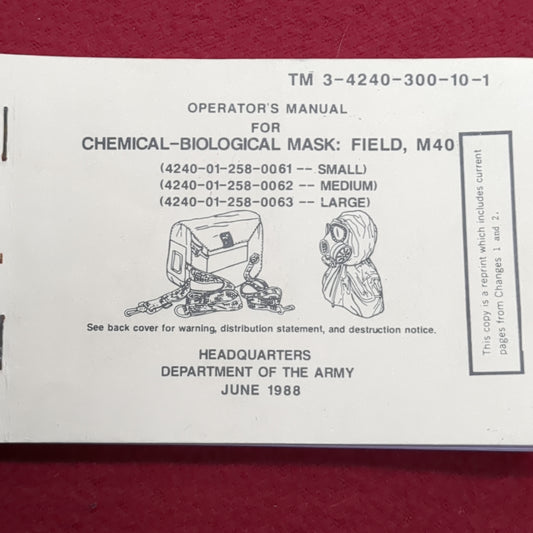 TM 3-4240-300-10-1
OPERATOR'S MANUAL
FOR
CHEMICAL-BIOLOGICAL MASK: FIELD, M40
(4240-01-258-0061 -- SMALL)
(4240-01-258-0062 -- MEDIUM)
(4240-01-258-0063 -- LARGE)
This copy is a reprint which includes current
pages from Changes 1 and 2.
See back cover for warning, distribution statement, and destruction notice.
HEADQUARTERS
DEPARTMENT OF THE ARMY
JUNE 1988